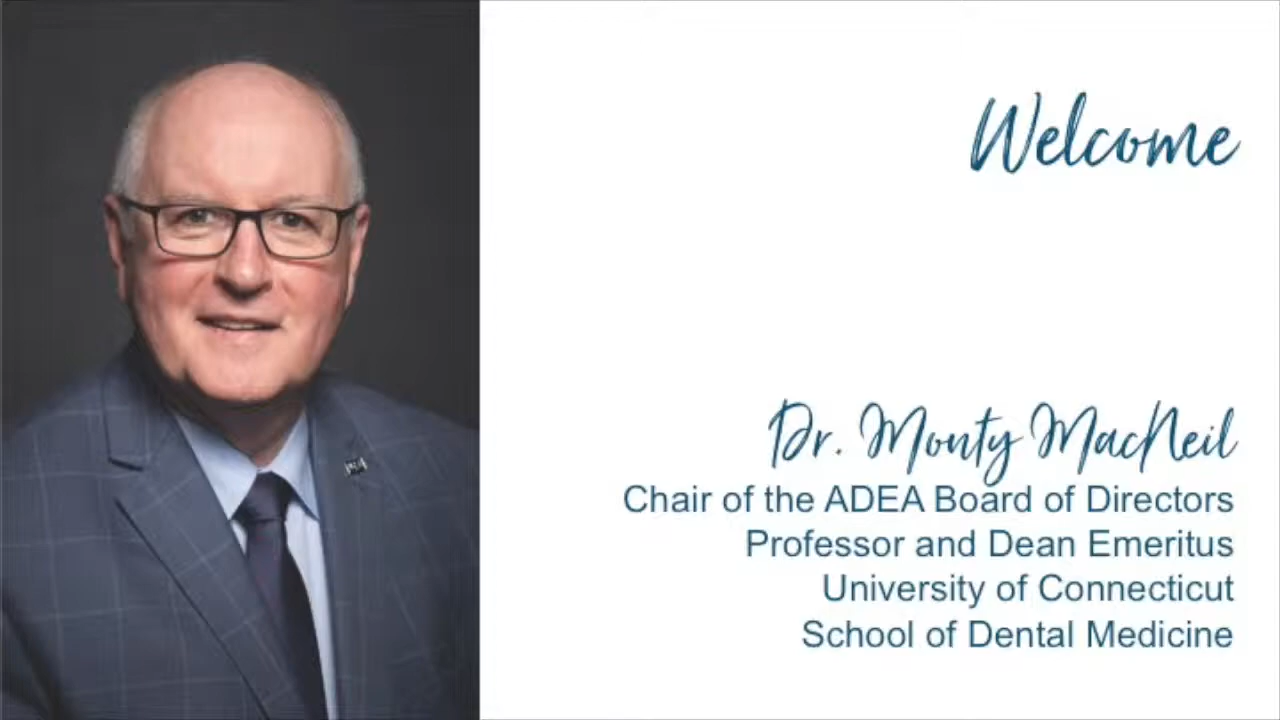 Welcome
Dr. Monty MacNeil
Chair of the ADEA Board of Directors
Professor and Dean Emeritus
University of Connecticut
School of Dental Medicine